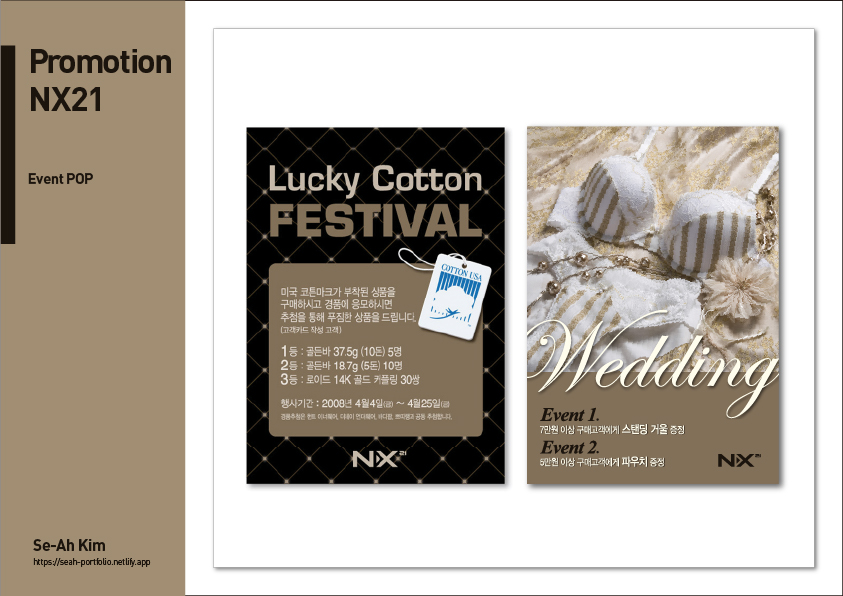 Promotion
NX21
Event POP
Se-Ah Kim
https://seah-portfolio.netlify.app
Lucky Cotton
FESTIVAL
COTTON USA
미국 코튼마크가 부착된 상품을
구매하시고 경품이 응모하시면
추첨을 통해 푸짐한 상품을 드립니다.
(고객카드 작성 고객)
1등 : 골든바 37.5g (10돈) 5명
2등 : 골든바 18.7g (5돈) 10명
3등 : 로이드 14K 골드 커플링 30쌍
행사기간 : 2008년 4월4일(금) ~ 4월25일(금)
NX 21
Wedding
Event 1.
7만원 이상 구매고객에게 스탠딩 거울 증정
Event 2.
5만원 이상 구매고객에게 파우치 증정
NX 21